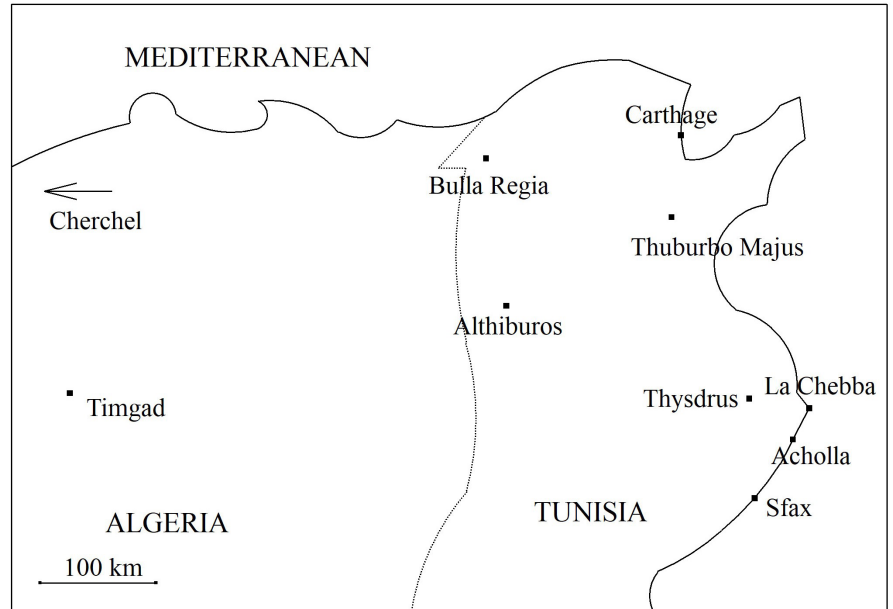 MEDITERRANEAN
Carthage
Bulla Regia
Cherchel
Thuburbo Majus
Althiburos
La Chebba
Thysdrus
Timgad
Acholla
Sfax
TUNISIA
ALGERIA
100 km